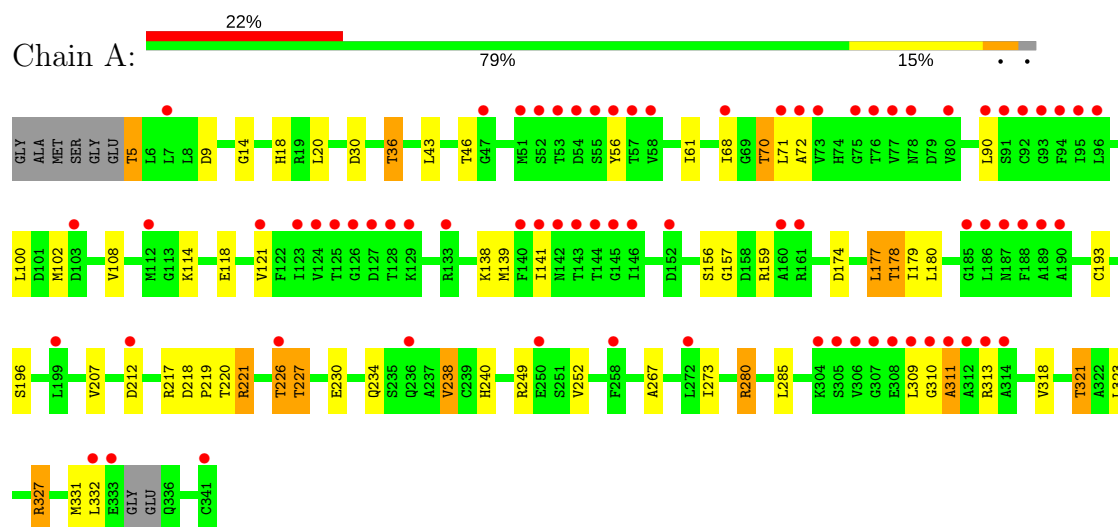 22%
Chain A:
79% 15% • •
GLY ALA MET SER GLY GLU T5 L6 L7 L8 D9 G14 H18 R19 L20 D30 T36 L43 T46 G47 M51 S52 T53 D54 S55 Y56 T57 V58 I61 I68 G69 T70 L71 A72 V73 H74 G75 T76 V77 N78 D79 V80 L90 S91 C92 G93 F94 I95 L96
L100 D101 M102 D103 V108 M112 G113 K114 E118 V121 F122 I123 V124 T125 G126 D127 T128 K129 R133 K138 M139 F140 I141 N142 T143 T144 G145 I146 D152 S156 G157 D158 R159 A160 R161 D174 L177 T178 I179 L180 G185 L186 N187 F188 A189 A190 C193
S196 L199 V207 D212 R217 D218 P219 T220 R221 T226 T227 E230 Q234 S235 Q236 A237 V238 C239 H240 R249 E250 S251 V252 F258 A267 L272 I273 R280 L285 K304 S305 V306 G307 E308 L309 G310 A311 A312 R313 A314 V318 T321 A322
R327 M331 L332 E333 GLY GLU Q336 C341